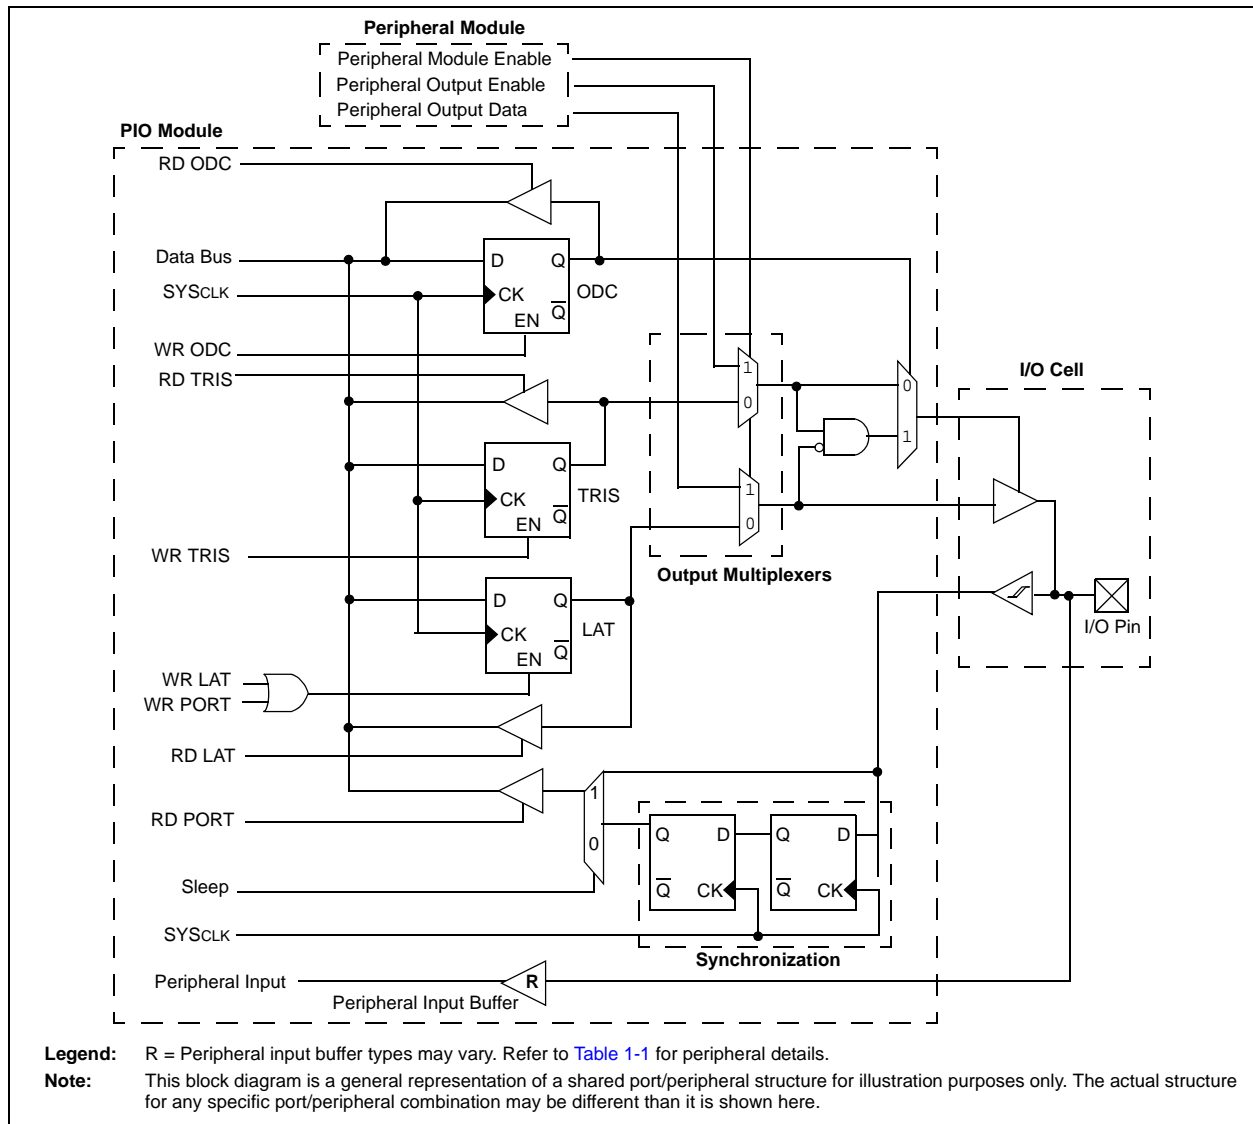 Peripheral Module
Peripheral Module Enable
Peripheral Output Enable
Peripheral Output Data
PIO Module
RD ODC
Data Bus
D Q
ODC
SYSCLK
CK
Q
EN
WR ODC
RD TRIS
1
0
I/O Cell
0
1
D Q
TRIS
CK
Q
EN
1
0
WR TRIS
Output Multiplexers
D Q
LAT
CK
Q
EN
I/O Pin
WR LAT
WR PORT
RD LAT
1
0
RD PORT
Q D Q D
Q CK Q CK
Sleep
SYSCLK
Synchronization
Peripheral Input
R
Peripheral Input Buffer
Legend: R = Peripheral input buffer types may vary. Refer to Table 1-1 for peripheral details.
Note: This block diagram is a general representation of a shared port/peripheral structure for illustration purposes only. The actual structure
for any specific port/peripheral combination may be different than it is shown here.